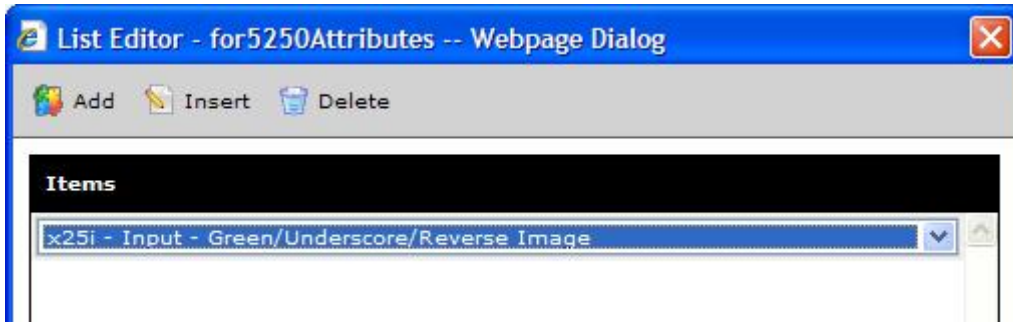 List Editor - for5250Attributes -- Webpage Dialog
Add Insert Delete
Items
x25i - Input - Green/Underscore/Reverse Image